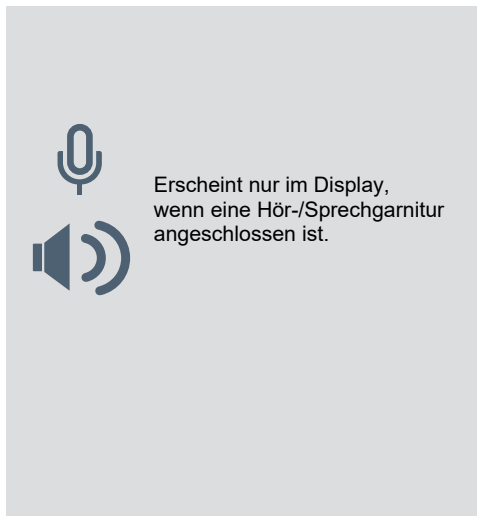 Erscheint nur im Display,
wenn eine Hör-/Sprechgarnitur
angeschlossen ist.